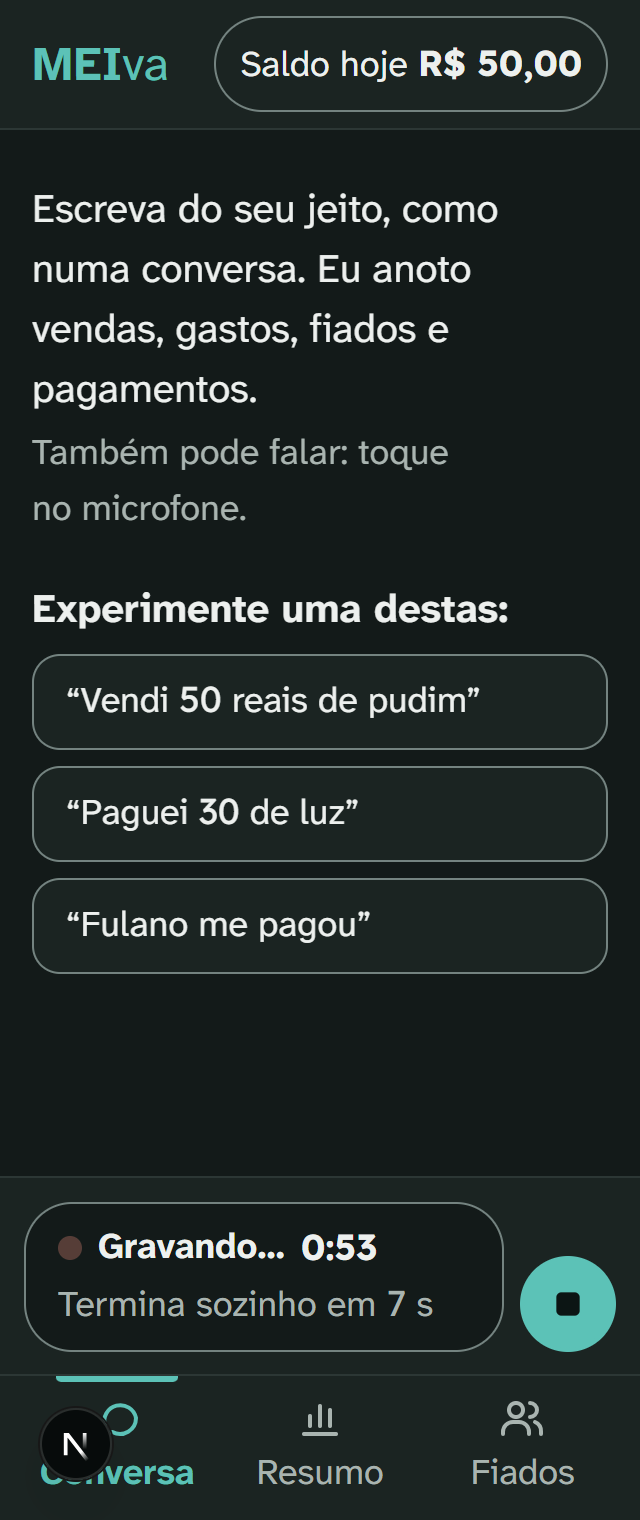 MEIva
Saldo hoje R$ 50,00
Escreva do seu jeito, como
numa conversa. Eu anoto
vendas, gastos, fiados e
pagamentos.
Também pode falar: toque
no microfone.
Experimente uma destas:
“Vendi 50 reais de pudim”
“Paguei 30 de luz”
“Fulano me pagou”
Gravando... 0:53
Termina sozinho em 7 s
N
Conversa
Resumo
Fiados